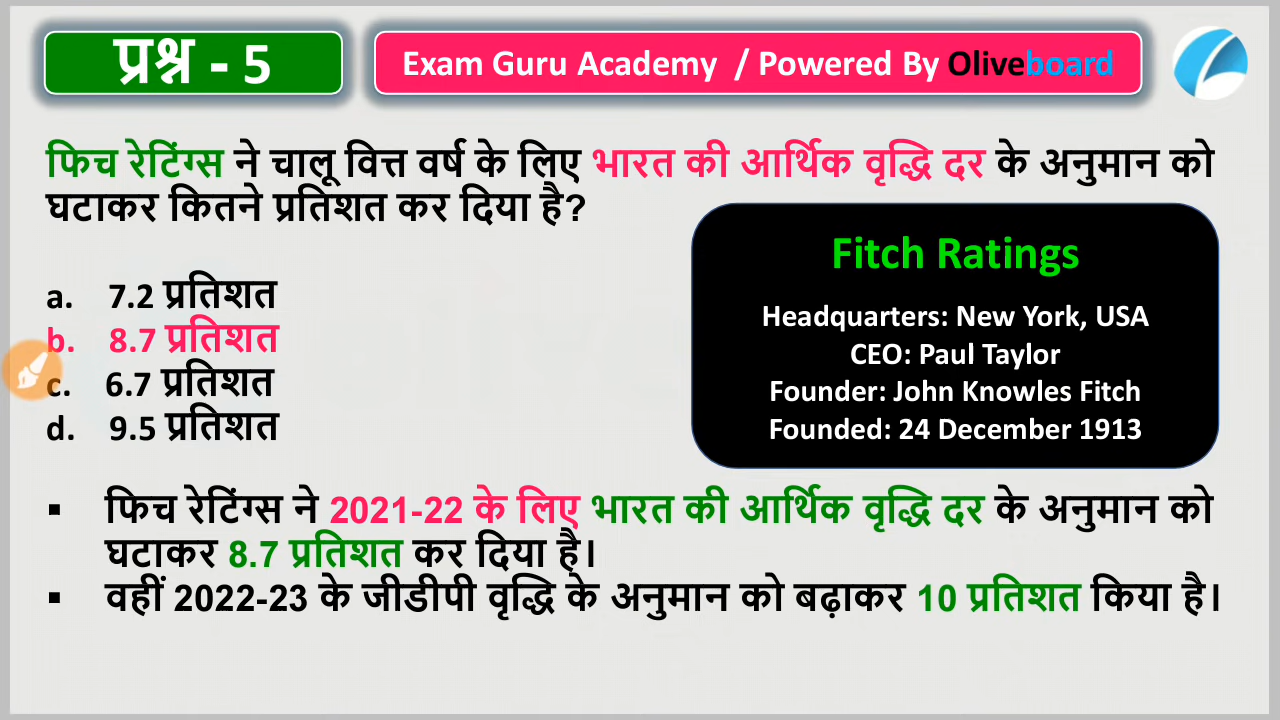 प्रश्न - 5
Exam Guru Academy / Powered By Oliveboard
फिच रेटिंग्स ने चालू वित्त वर्ष के लिए भारत की आर्थिक वृद्धि दर के अनुमान को
घटाकर कितने प्रतिशत कर दिया है?
a. 7.2 प्रतिशत
b. 8.7 प्रतिशत
c. 6.7 प्रतिशत
d. 9.5 प्रतिशत
Fitch Ratings
Headquarters: New York, USA
CEO: Paul Taylor
Founder: John Knowles Fitch
Founded: 24 December 1913
▪ फिच रेटिंग्स ने 2021-22 के लिए भारत की आर्थिक वृद्धि दर के अनुमान को
घटाकर 8.7 प्रतिशत कर दिया है।
▪ वहीं 2022-23 के जीडीपी वृद्धि के अनुमान को बढ़ाकर 10 प्रतिशत किया है।